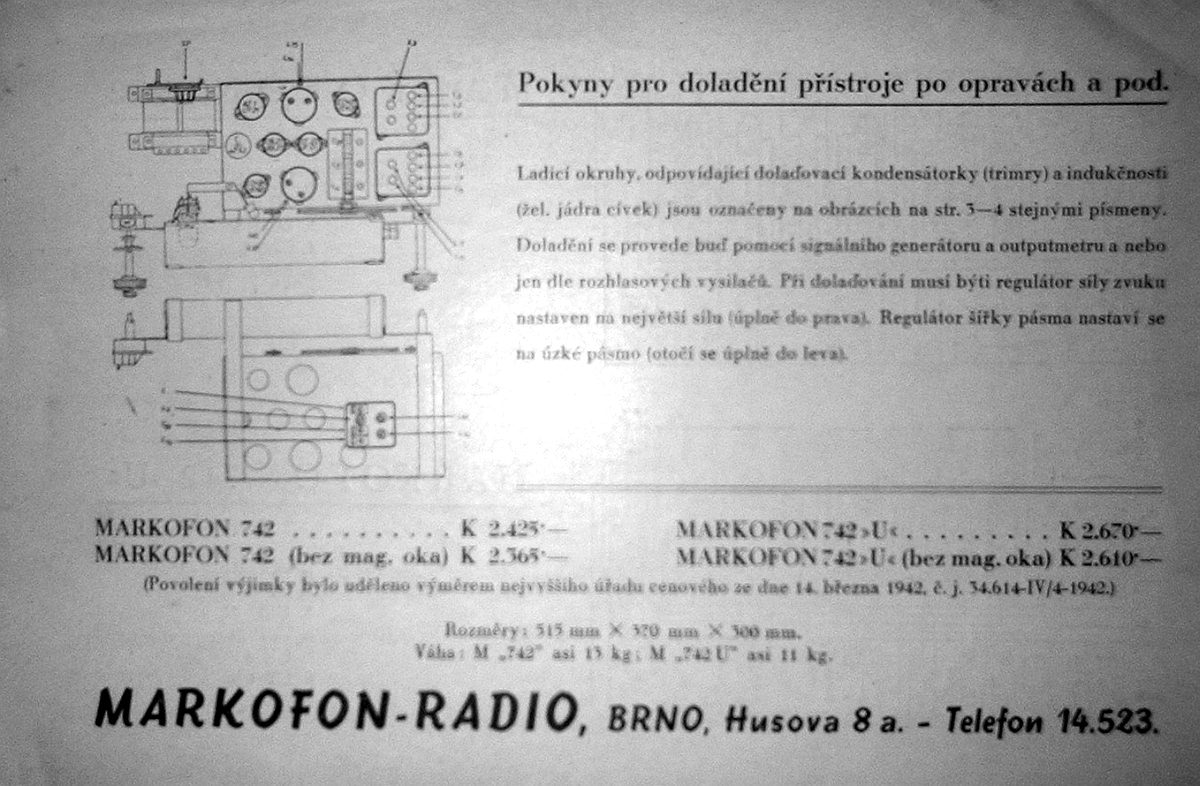 Pokyny pro doladění přístroje po opravách a pod.
Ladicí okruhy, odpovídající dolaďovací kondensátorky (trimry) a indukčnosti
(žel. jádra cívek) jsou označeny na obrázcích na str. 3—4 stejnými písmeny.
Doladění se provede buď pomocí signálního generátoru a outputmetru a nebo
jen dle rozhlasových vysilačů. Při dolaďování musí býti regulátor síly zvuku
nastaven na největší sílu (úplně do prava). Regulátor šířky pásma nastaví se
na úzké pásmo (otočí se úplně do leva).
MARKOFON 742 . . . . . . . . . . K 2.425·—
MARKOFON 742 (bez mag. oka) K 2.365·—
MARKOFON 742 »U« . . . . . . . . . K 2.670·—
MARKOFON 742 »U« (bez mag. oka) K 2.610·—
(Povolení výjimky bylo uděleno výměrem nejvyššího úřadu cenového ze dne 14. března 1942, č. j. 34.614-IV/4-1942.)
Rozměry: 515 mm × 370 mm × 300 mm.
Váha: M „742" asi 13 kg; M „742 U" asi 11 kg.
MARKOFON-RADIO, BRNO, Husova 8 a. - Telefon 14.523.